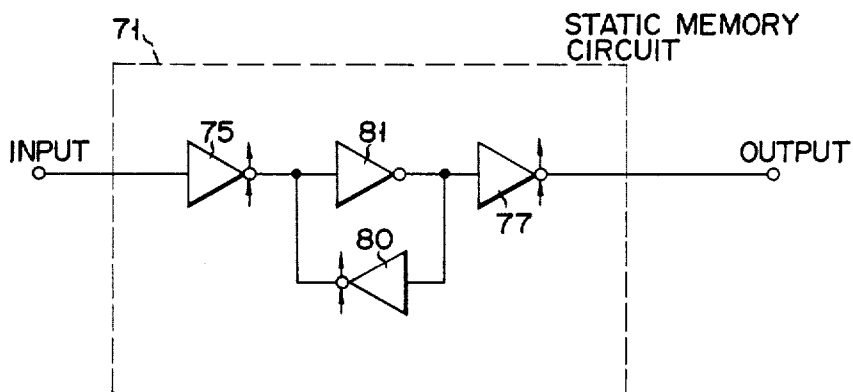 71
STATIC MEMORY
CIRCUIT
75
81
INPUT
OUTPUT
77
80